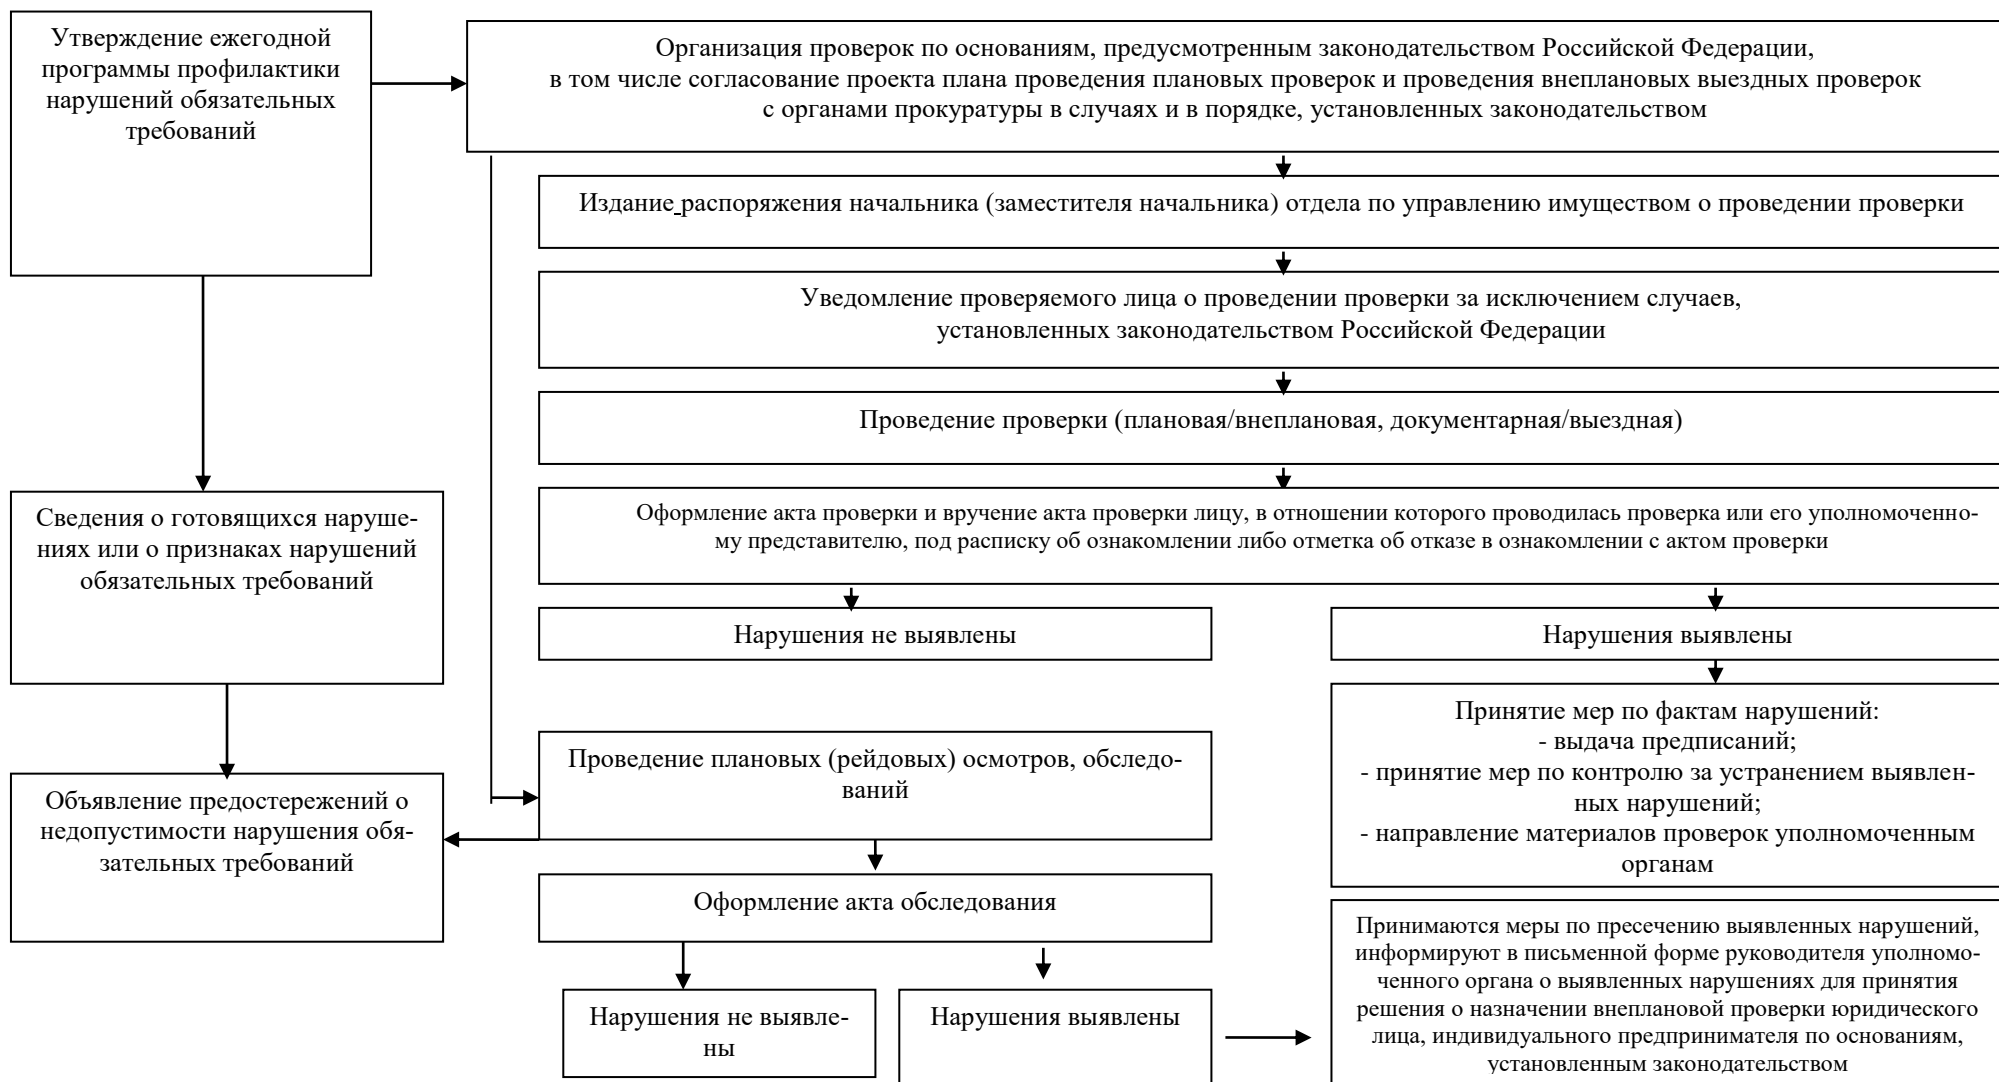 Утверждение ежегодной
программы профилактики
нарушений обязательных
требований
Организация проверок по основаниям, предусмотренным законодательством Российской Федерации,
в том числе согласование проекта плана проведения плановых проверок и проведения внеплановых выездных проверок
с органами прокуратуры в случаях и в порядке, установленных законодательством
Издание распоряжения начальника (заместителя начальника) отдела по управлению имуществом о проведении проверки
Уведомление проверяемого лица о проведении проверки за исключением случаев,
установленных законодательством Российской Федерации
Проведение проверки (плановая/внеплановая, документарная/выездная)
Оформление акта проверки и вручение акта проверки лицу, в отношении которого проводилась проверка или его уполномоченно-
му представителю, под расписку об ознакомлении либо отметка об отказе в ознакомлении с актом проверки
Сведения о готовящихся наруше-
ниях или о признаках нарушений
обязательных требований
Нарушения не выявлены
Нарушения выявлены
Принятие мер по фактам нарушений:
- выдача предписаний;
- принятие мер по контролю за устранением выявлен-
ных нарушений;
- направление материалов проверок уполномоченным
органам
Проведение плановых (рейдовых) осмотров, обследо-
ваний
Объявление предостережений о
недопустимости нарушения обя-
зательных требований
Оформление акта обследования
Нарушения не выявле-
ны
Нарушения выявлены
Принимаются меры по пресечению выявленных нарушений,
информируют в письменной форме руководителя уполномо-
ченного органа о выявленных нарушениях для принятия
решения о назначении внеплановой проверки юридического
лица, индивидуального предпринимателя по основаниям,
установленным законодательством